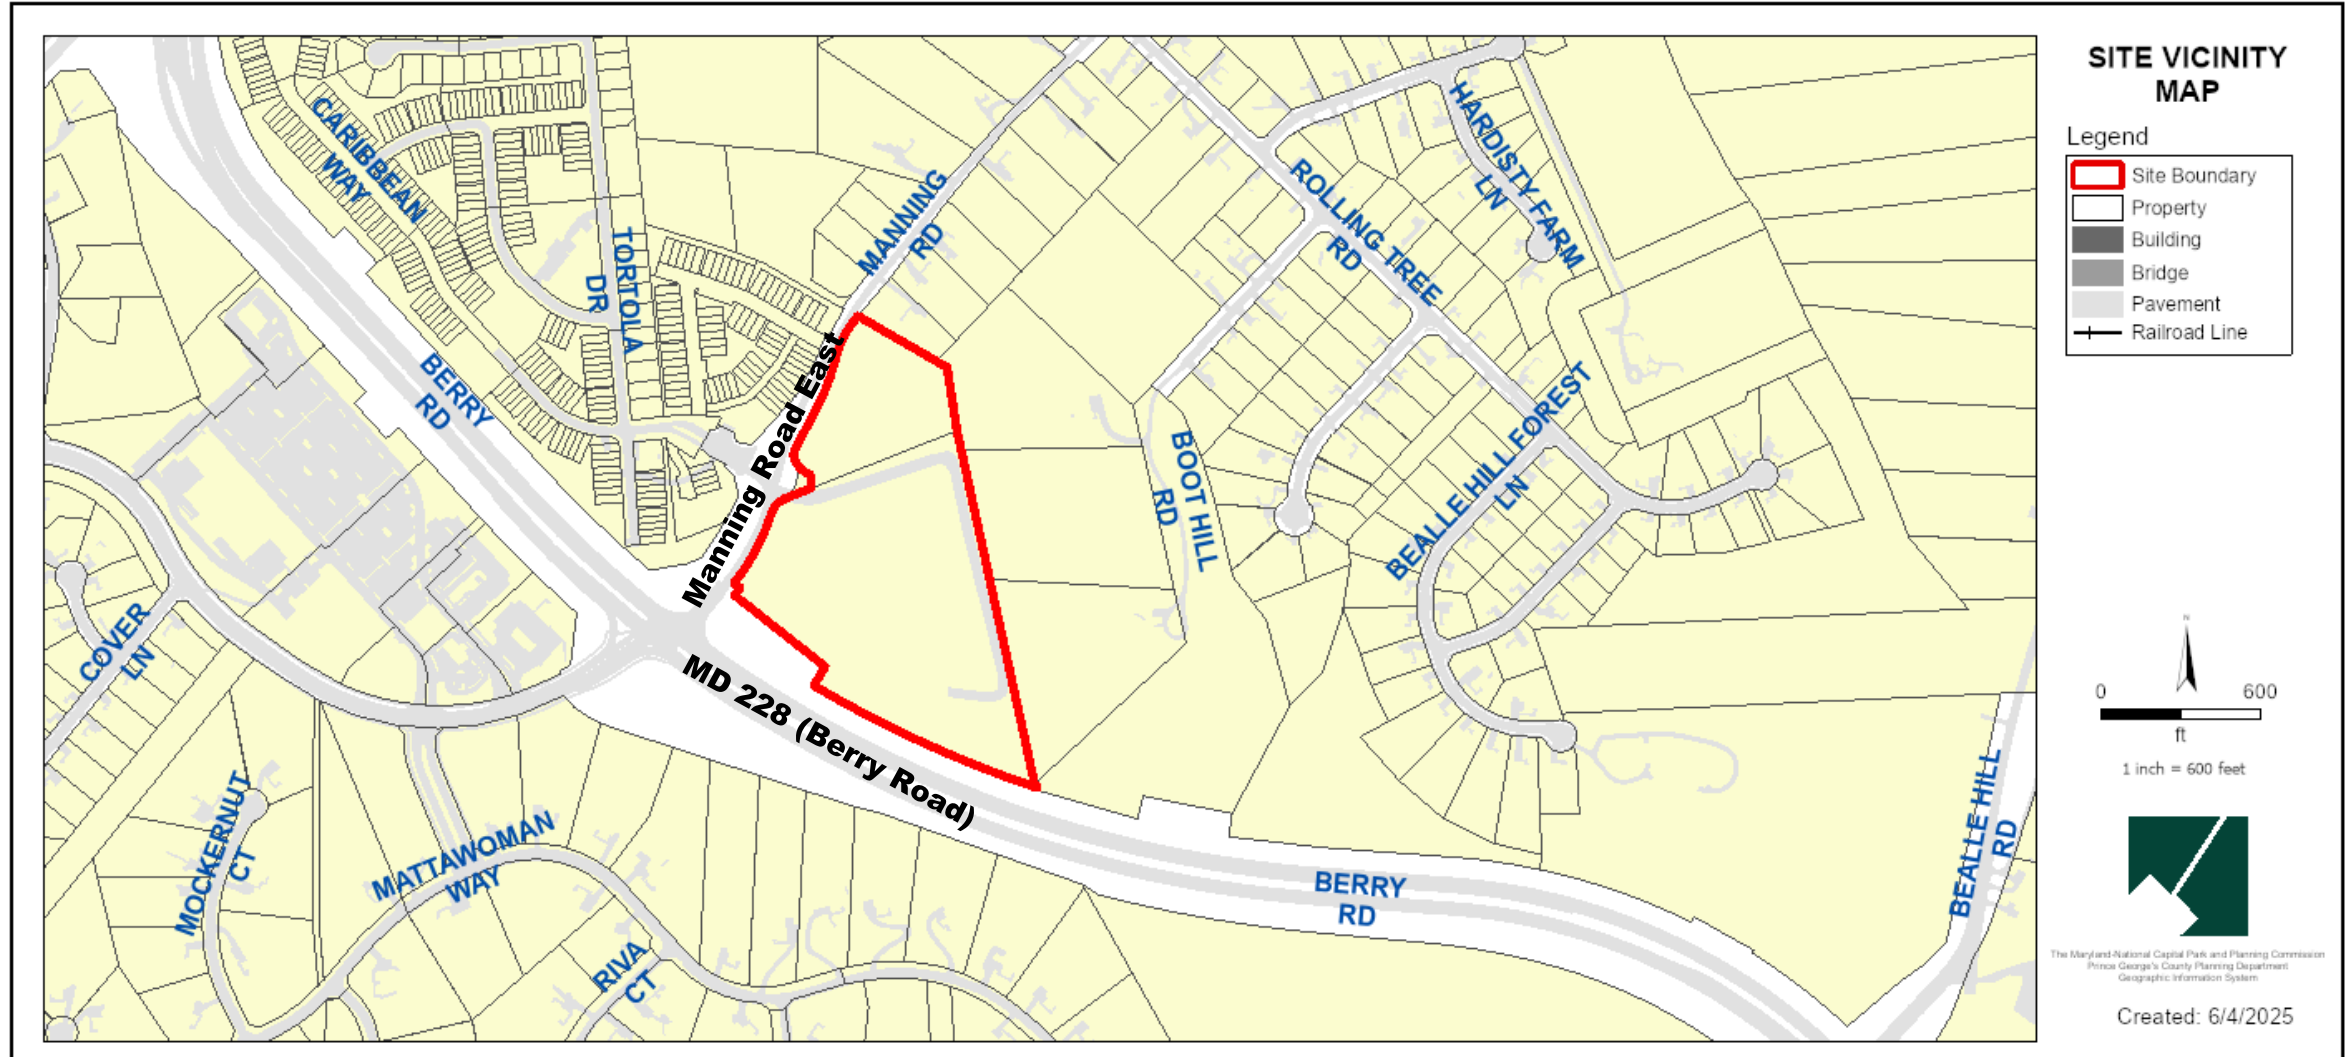 SITE VICINITY
MAP
Legend
Site Boundary
Property
Building
Bridge
Pavement
Railroad Line
CARIBBEAN
WAY
TORTOLA
DR
MANNING
RD
ROLLING TREE
RD
HARDISTY FARM
LN
BERRY
RD
Manning Road East
BOOT HILL
RD
BEALLE HILL FOREST
LN
COVER
LN
MD 228 (Berry Road)
MOCKERNUT
CT
MATTAWOMAN
WAY
RIVA
CT
BERRY
RD
BEALLE HILL
RD
N
0 600
ft
1 inch = 600 feet
The Maryland-National Capital Park and Planning Commission
Prince George's County Planning Department
Geographic Information System
Created: 6/4/2025